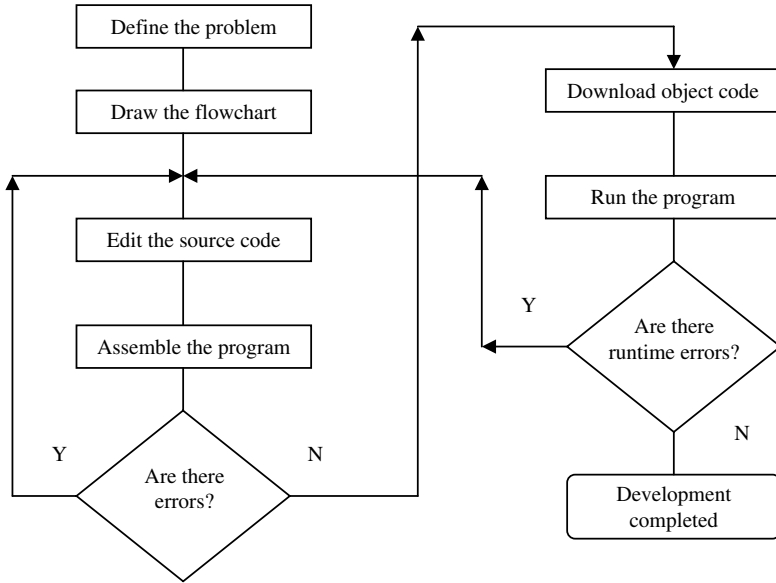 Define the problem
Draw the flowchart
Edit the source code
Assemble the program
Y
N
Are there
errors?
Download object code
Run the program
Y
Are there
runtime errors?
N
Development
completed